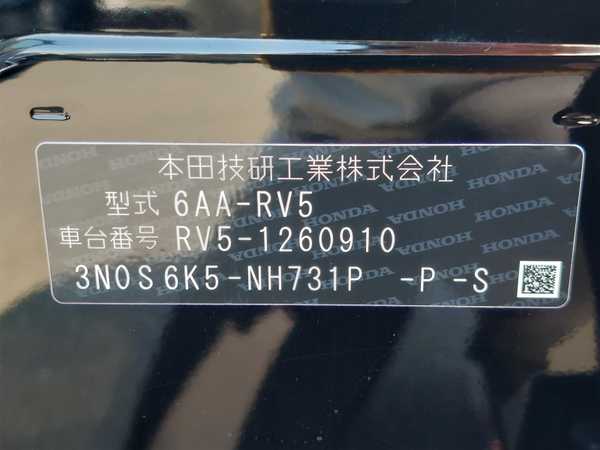 本田技研工業株式会社
型式 6AA-RV5
車台番号 RV5-1260910
3N0S6K5-NH731P -P-S